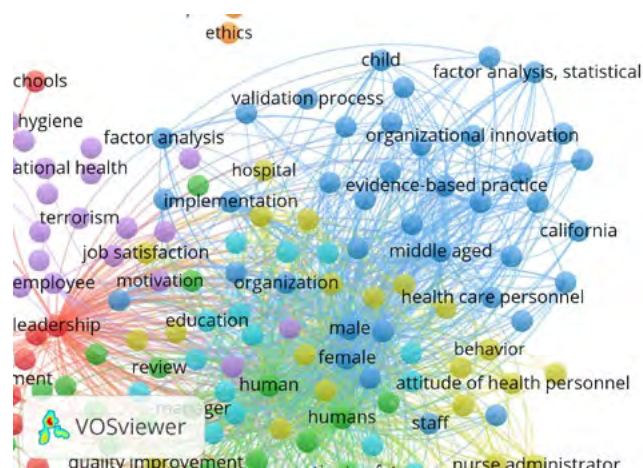 ethics
child
chools
factor analysis, statistical
validation process
hygiene
factor analysis
organizational innovation
ational health
hospital
evidence-based practice
implementation
terrorism
california
job satisfaction
middle aged
employee
motivation
organization
health care personnel
leadership
education
male
behavior
female
ment
review
human
attitude of health personnel
manager
humans
staff
VOSviewer
quality improvement
nurse administrator